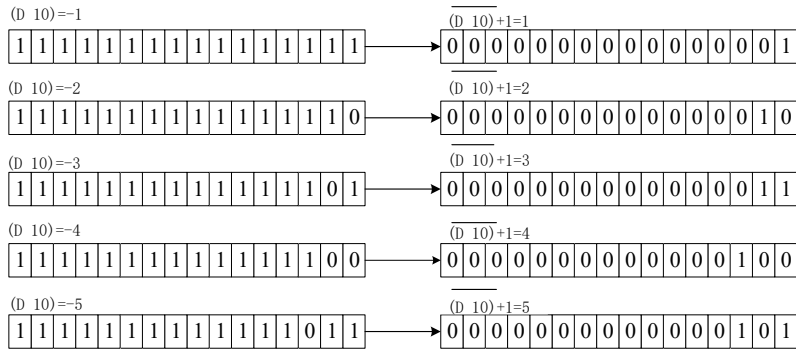 (D 10)=-1 (D 10)+1=1
1 1 1 1 1 1 1 1 1 1 1 1 1 1 1 1 0 0 0 0 0 0 0 0 0 0 0 0 0 0 0 1
(D 10)=-2 (D 10)+1=2
1 1 1 1 1 1 1 1 1 1 1 1 1 1 1 0 0 0 0 0 0 0 0 0 0 0 0 0 0 0 1 0
(D 10)=-3 (D 10)+1=3
1 1 1 1 1 1 1 1 1 1 1 1 1 1 0 1 0 0 0 0 0 0 0 0 0 0 0 0 0 0 1 1
(D 10)=-4 (D 10)+1=4
1 1 1 1 1 1 1 1 1 1 1 1 1 1 0 0 0 0 0 0 0 0 0 0 0 0 0 0 0 1 0 0
(D 10)=-5 (D 10)+1=5
1 1 1 1 1 1 1 1 1 1 1 1 1 0 1 1 0 0 0 0 0 0 0 0 0 0 0 0 0 1 0 1